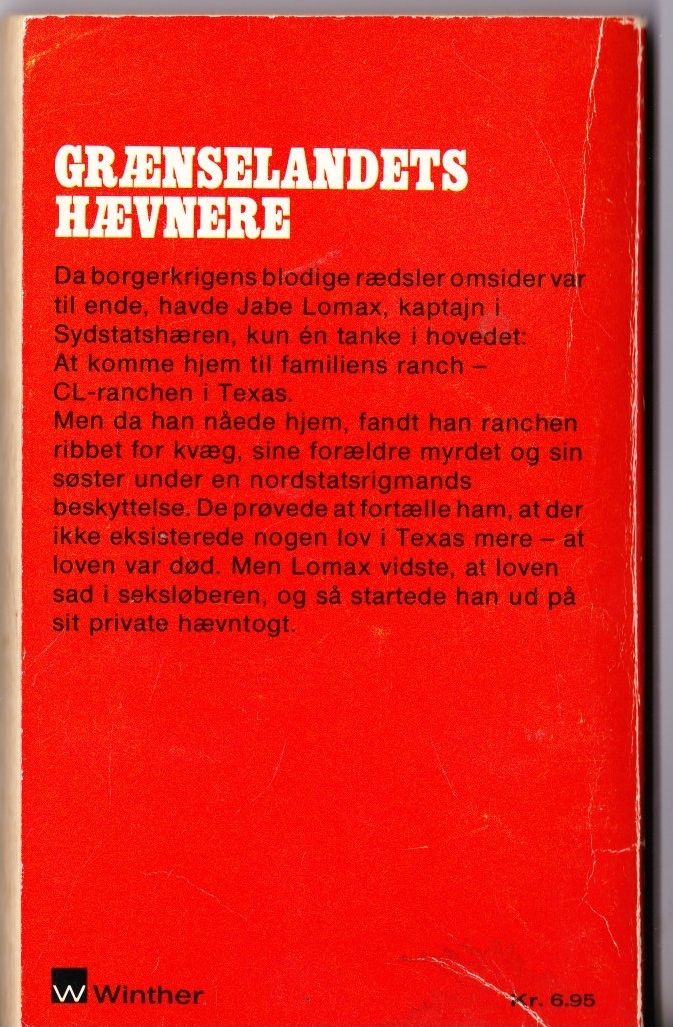 GRÆNSELANDETS
HÆVNERE
Da borgerkrigens blodige rædsler omsider var
til ende, havde Jabe Lomax, kaptajn i
Sydstatshæren, kun én tanke i hovedet:
At komme hjem til familiens ranch –
CL-ranchen i Texas.
Men da han nåede hjem, fandt han ranchen
ribbet for kvæg, sine forældre myrdet og sin
søster under en nordstatsrigmands
beskyttelse. De prøvede at fortælle ham, at der
ikke eksisterede nogen lov i Texas mere – at
loven var død. Men Lomax vidste, at loven
sad i seksløberen, og så startede han ud på
sit private hævntogt.
W Winther
Kr. 6.95